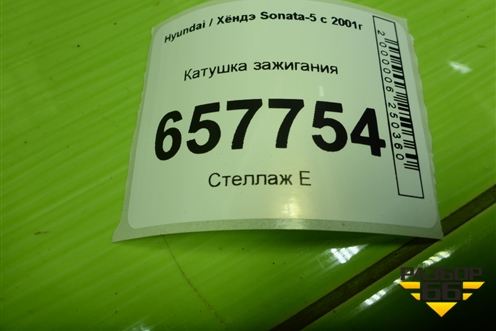 Hyundai / Хёндэ Sonata-5 с 2001г
Катушка зажигания
657754
Стеллаж Е
2000006250360
РАЗБОР
66